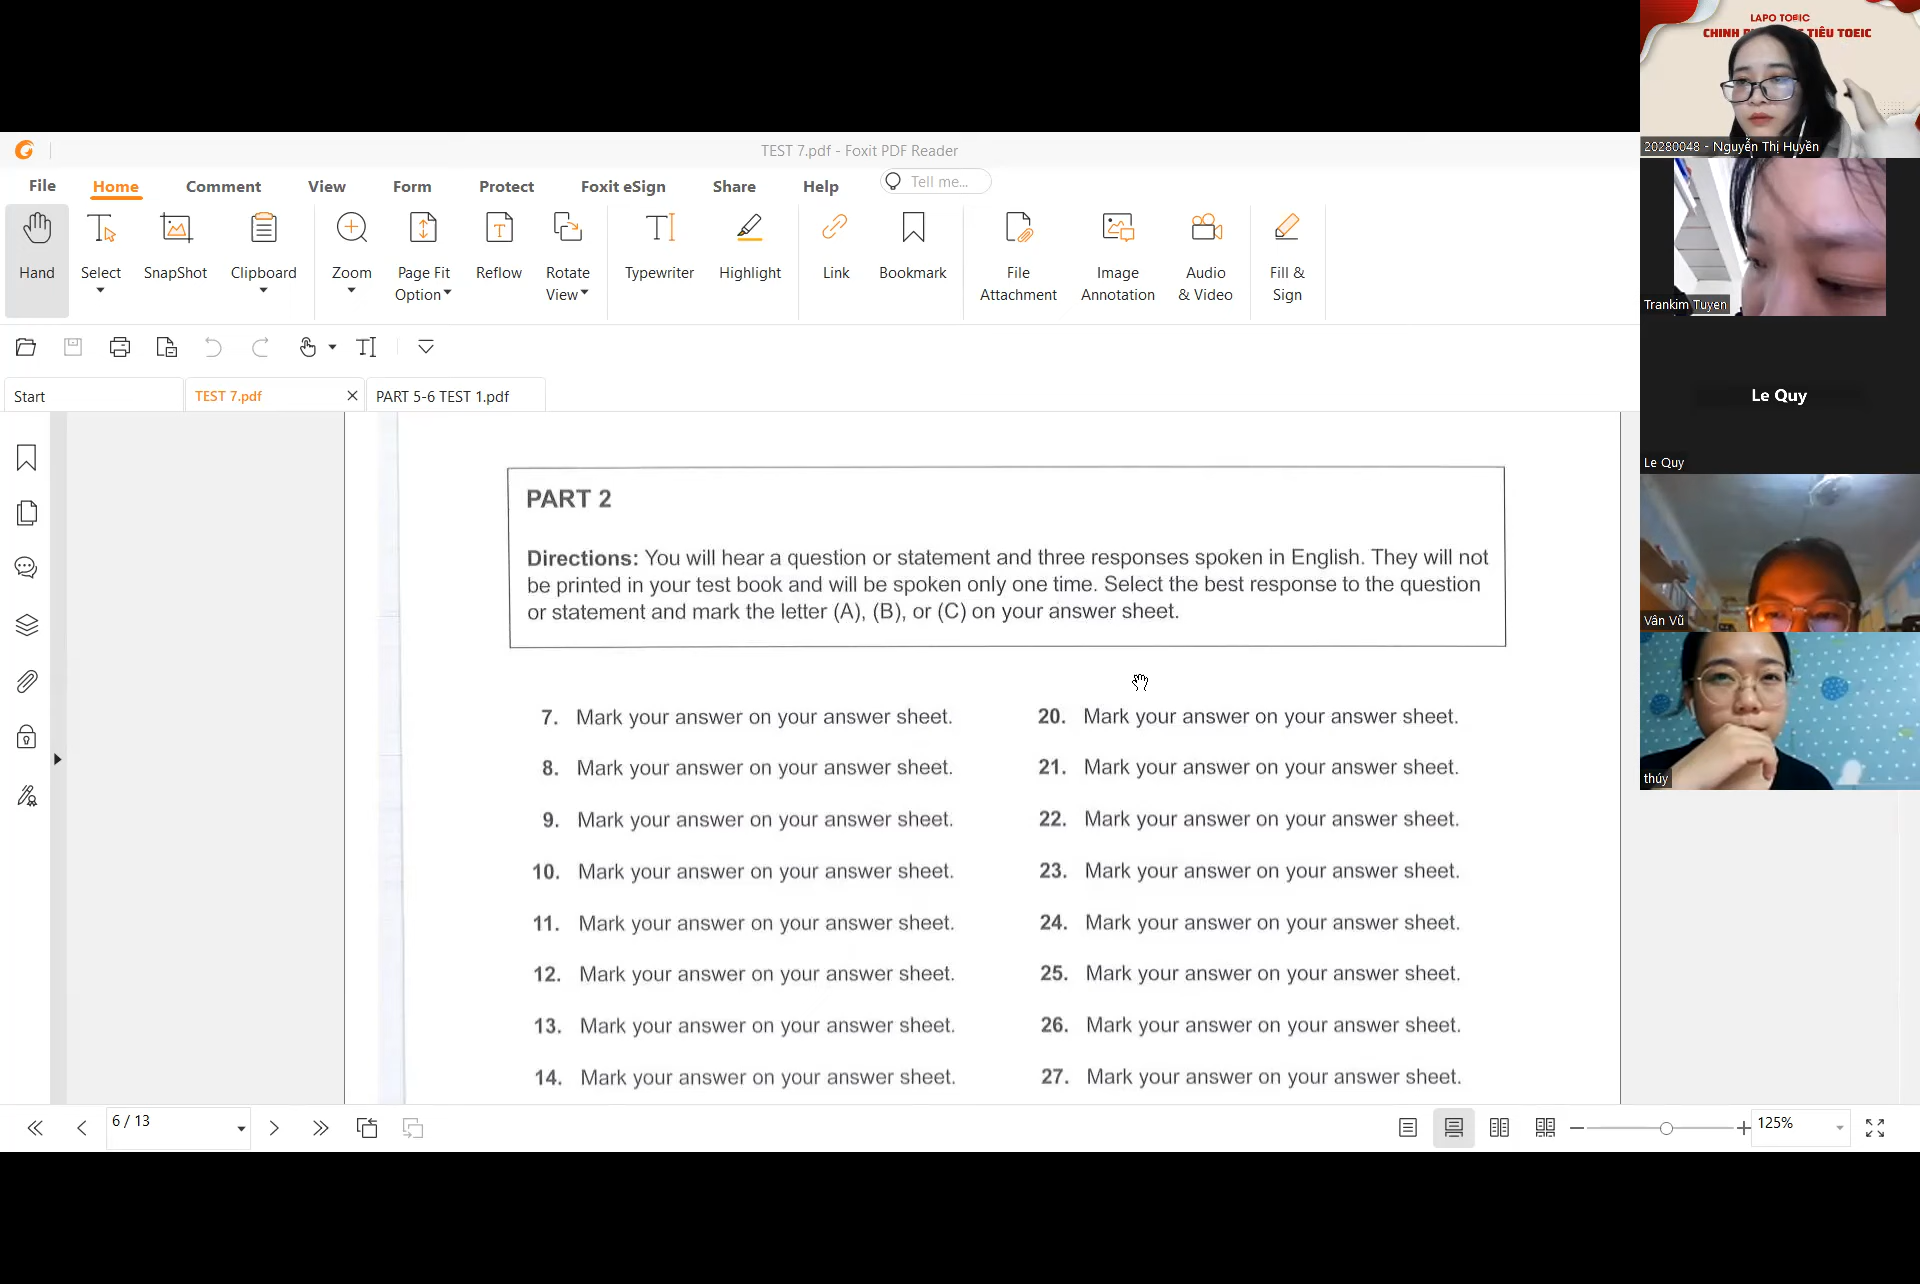 LAPO TOEIC
CHINH TIÊU TOEIC
20280048 - Nguyễn Thị Huyền
TEST 7.pdf - Foxit PDF Reader
File Home Comment View Form Protect Foxit eSign Share Help Tell me...
Hand Select SnapShot Clipboard Zoom Page Fit Option Reflow Rotate View Typewriter Highlight Link Bookmark File Attachment Image Annotation Audio & Video Fill & Sign
Trankim Tuyen
Start TEST 7.pdf PART 5-6 TEST 1.pdf
Le Quy
Le Quy
PART 2
Directions: You will hear a question or statement and three responses spoken in English. They will not
be printed in your test book and will be spoken only one time. Select the best response to the question
or statement and mark the letter (A), (B), or (C) on your answer sheet.
Vân Vũ
thúy
7. Mark your answer on your answer sheet.
8. Mark your answer on your answer sheet.
9. Mark your answer on your answer sheet.
10. Mark your answer on your answer sheet.
11. Mark your answer on your answer sheet.
12. Mark your answer on your answer sheet.
13. Mark your answer on your answer sheet.
14. Mark your answer on your answer sheet.
20. Mark your answer on your answer sheet.
21. Mark your answer on your answer sheet.
22. Mark your answer on your answer sheet.
23. Mark your answer on your answer sheet.
24. Mark your answer on your answer sheet.
25. Mark your answer on your answer sheet.
26. Mark your answer on your answer sheet.
27. Mark your answer on your answer sheet.
6 / 13
125%